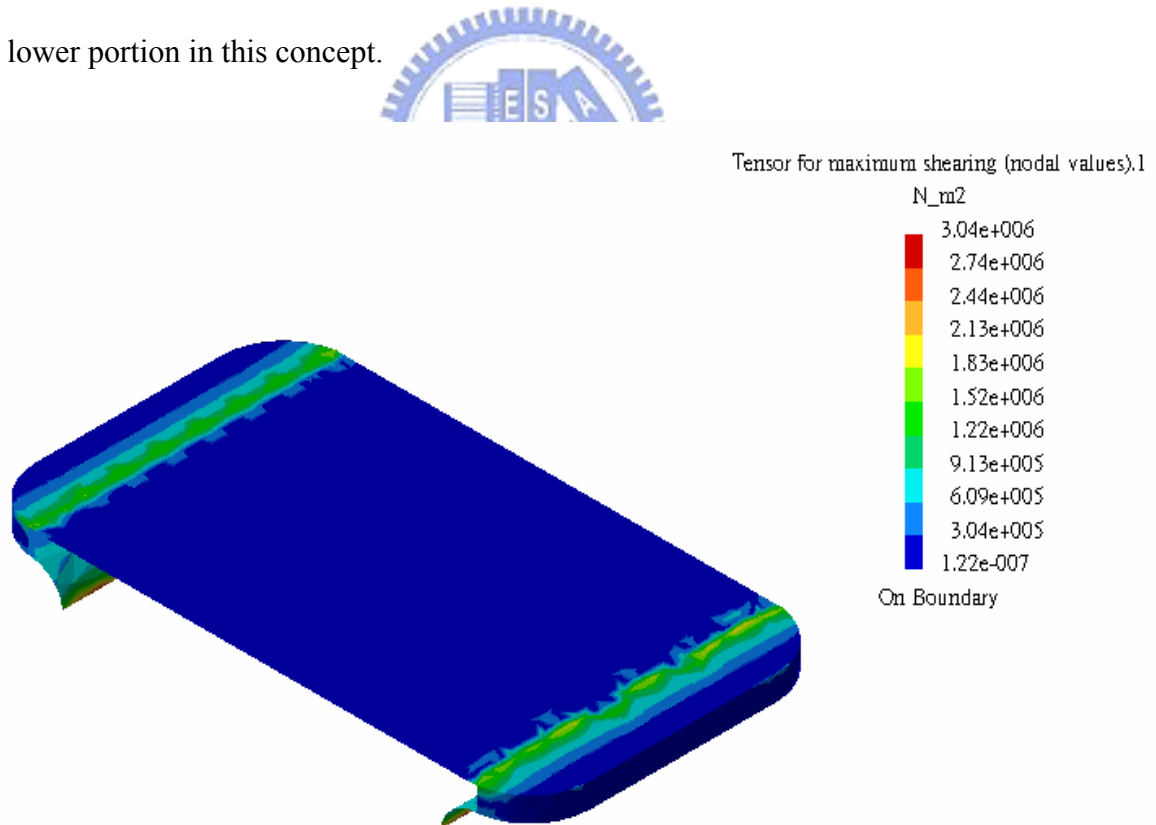 lower portion in this concept.
E S A
Tensor for maximum shearing (nodal values).1
N_m2
3.04e+006
2.74e+006
2.44e+006
2.13e+006
1.83e+006
1.52e+006
1.22e+006
9.13e+005
6.09e+005
3.04e+005
1.22e-007
On Boundary